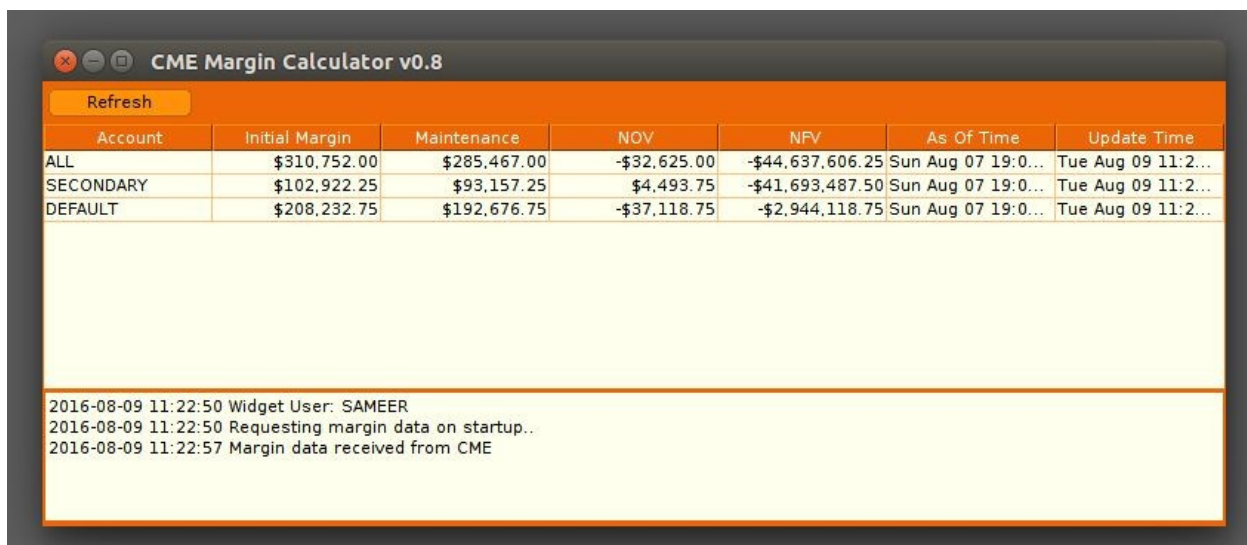 CME Margin Calculator v0.8
Refresh
Account Initial Margin Maintenance NOV NFV As Of Time Update Time
ALL $310,752.00 $285,467.00 -$32,625.00 -$44,637,606.25 Sun Aug 07 19:0... Tue Aug 09 11:2...
SECONDARY $102,922.25 $93,157.25 $4,493.75 -$41,693,487.50 Sun Aug 07 19:0... Tue Aug 09 11:2...
DEFAULT $208,232.75 $192,676.75 -$37,118.75 -$2,944,118.75 Sun Aug 07 19:0... Tue Aug 09 11:2...
2016-08-09 11:22:50 Widget User: SAMEER
2016-08-09 11:22:50 Requesting margin data on startup..
2016-08-09 11:22:57 Margin data received from CME